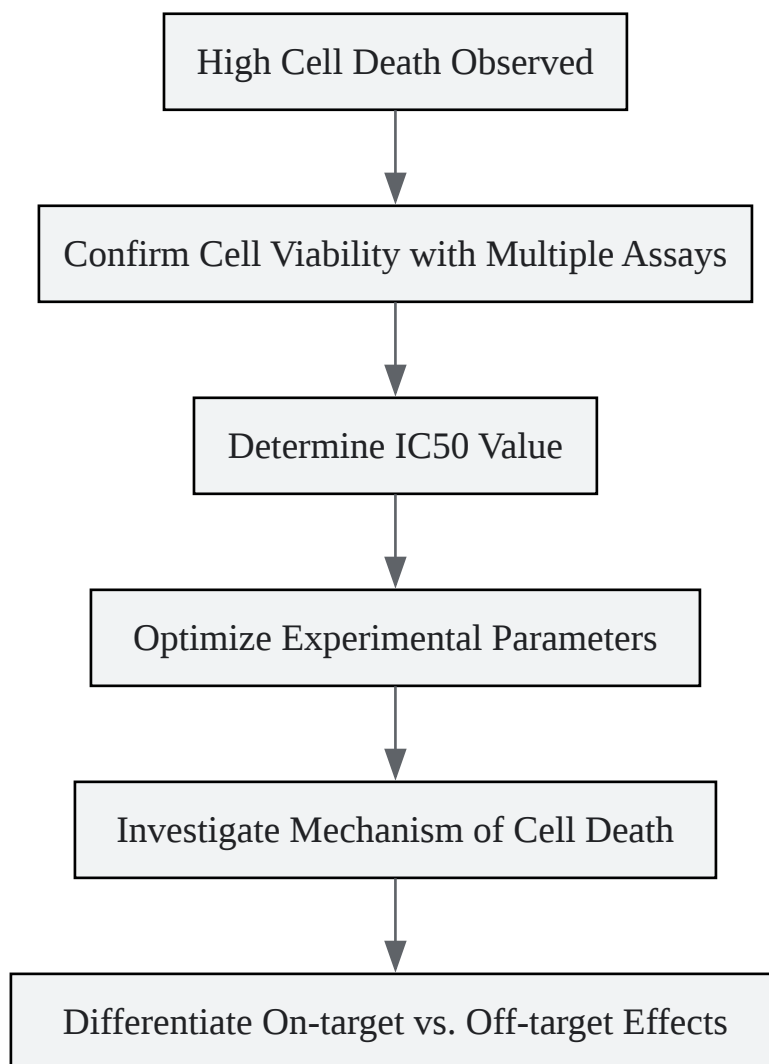 High Cell Death Observed
Confirm Cell Viability with Multiple Assays
Determine IC50 Value
Optimize Experimental Parameters
Investigate Mechanism of Cell Death
Differentiate On-target vs. Off-target Effects